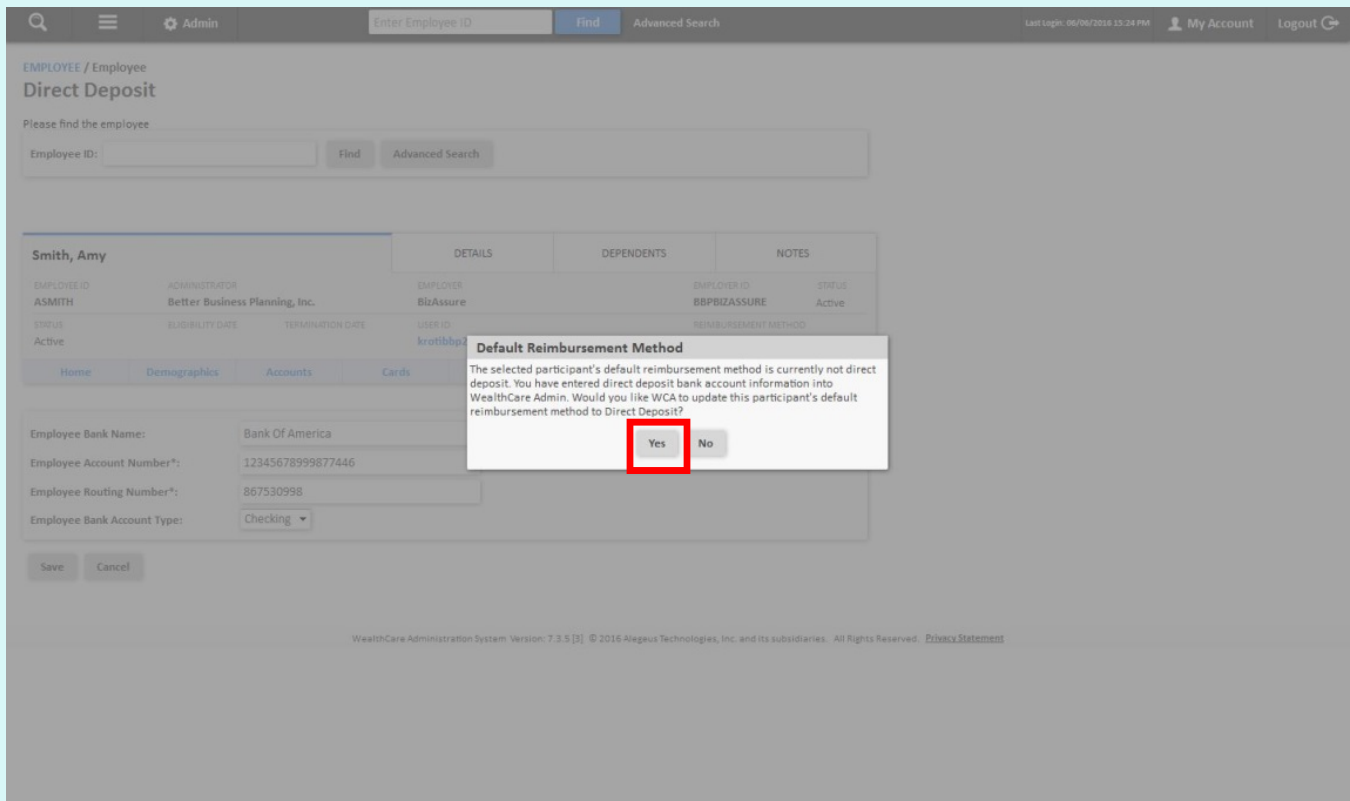 Admin Enter Employee ID Find Advanced Search Last Login: 08/08/2016 15:24 PM My Account Logout
EMPLOYEE / Employee
Direct Deposit
Please find the employee
Employee ID: Find Advanced Search
Smith, Amy DETAILS DEPENDENTS NOTES
EMPLOYEE ID ADMINISTRATOR EMPLOYER EMPLOYER ID STATUS
ASMITH Better Business Planning, Inc. BizAssure BBPBIZASSURE Active
STATUS ELIGIBILITY DATE TERMINATION DATE USER ID REIMBURSEMENT METHOD
Active krotibbp2
Home Demographics Accounts Cards
Default Reimbursement Method
The selected participant's default reimbursement method is currently not direct
deposit. You have entered direct deposit bank account information into
WealthCare Admin. Would you like WCA to update this participant's default
reimbursement method to Direct Deposit?
Yes No
Employee Bank Name: Bank Of America
Employee Account Number*: 12345678999877446
Employee Routing Number*: 867530998
Employee Bank Account Type: Checking
Save Cancel
WealthCare Administration System Version: 7.3.5 [3] © 2016 Alegeus Technologies, Inc. and its subsidiaries. All Rights Reserved. Privacy Statement